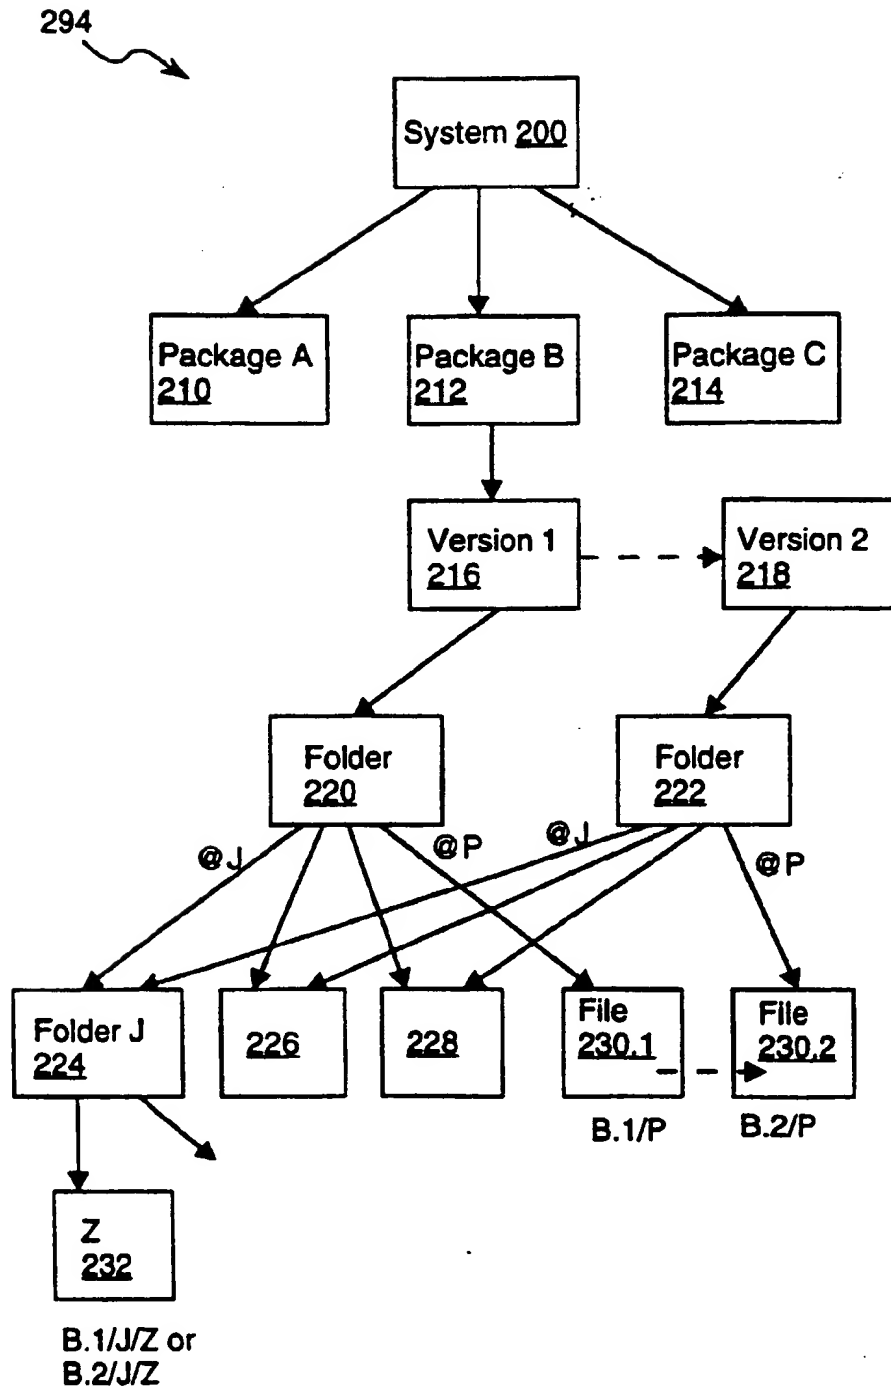 294
System 200
Package A
210
Package B
212
Package C
214
Version 1
216
Version 2
218
Folder
220
Folder
222
@J
@P
@J
@P
Folder J
224
226
228
File
230.1
File
230.2
B.1/P
B.2/P
Z
232
B.1/J/Z or
B.2/J/Z